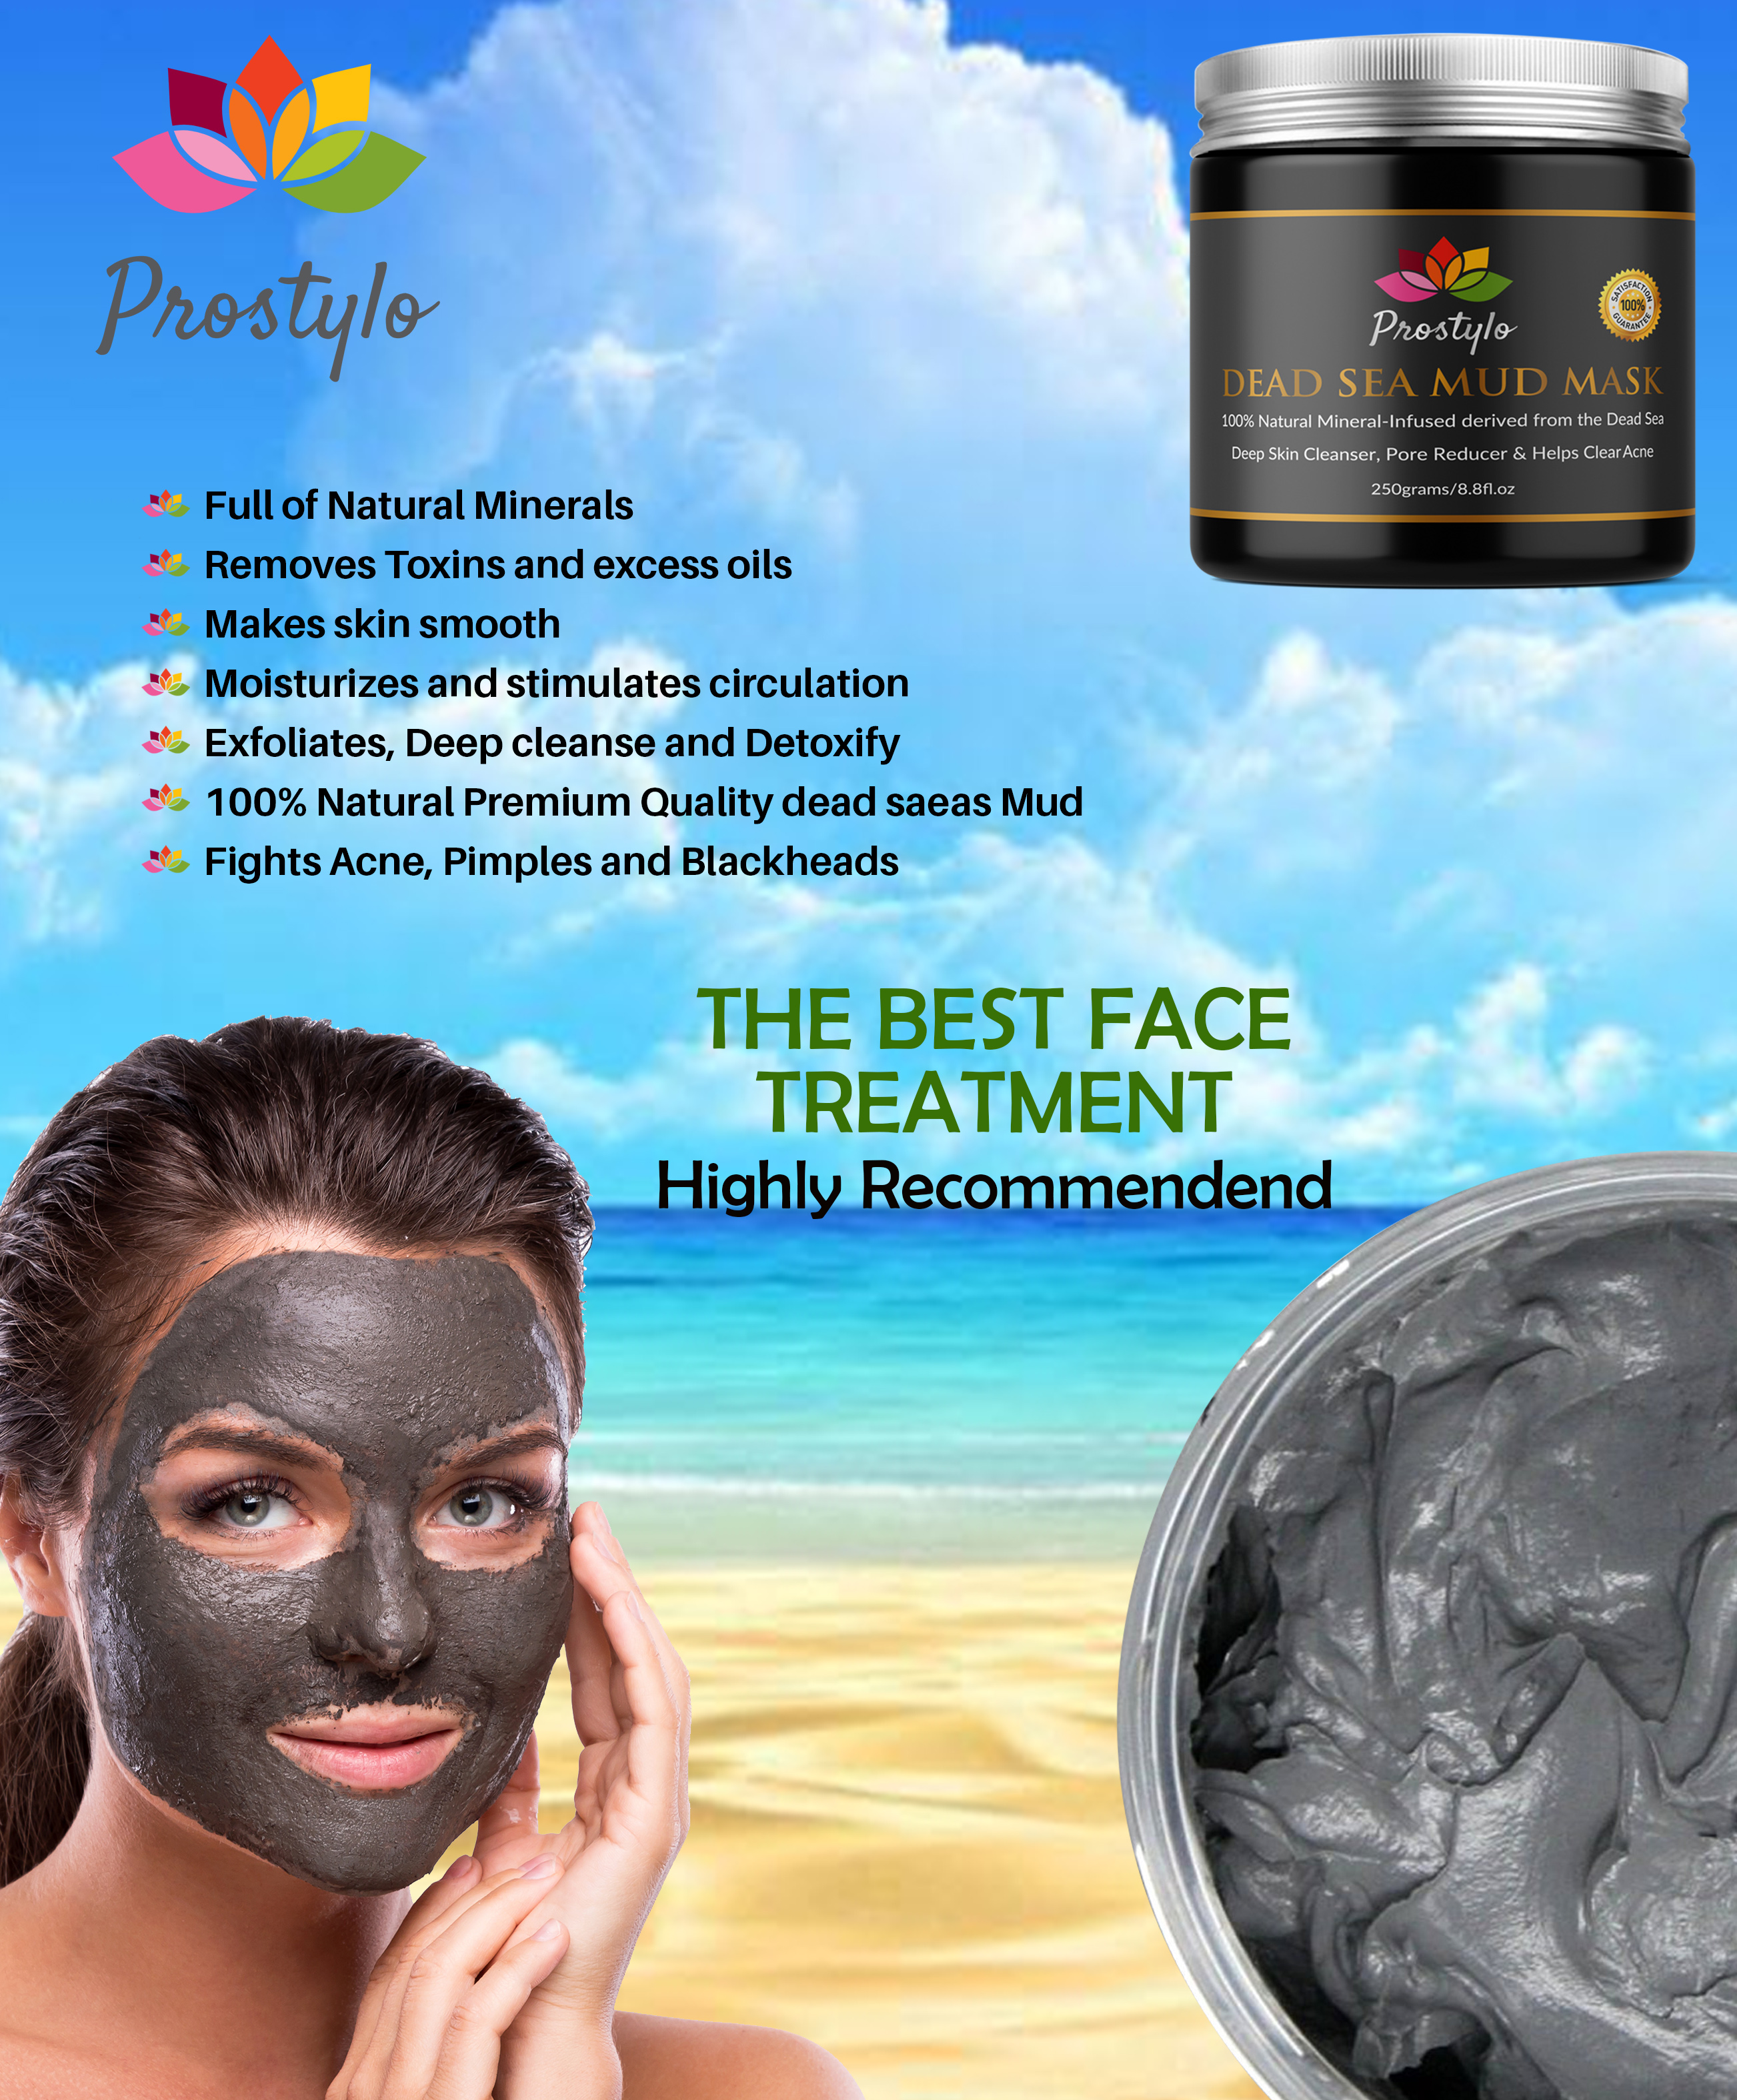 Prostylo
Prostylo
SATISFACTION
100%
GUARANTEE
DEAD SEA MUD MASK
100% Natural Mineral-Infused derived from the Dead Sea
Deep Skin Cleanser, Pore Reducer & Helps Clear Acne
250grams/8.8fl.oz
Full of Natural Minerals
Removes Toxins and excess oils
Makes skin smooth
Moisturizes and stimulates circulation
Exfoliates, Deep cleanse and Detoxify
100% Natural Premium Quality dead saeas Mud
Fights Acne, Pimples and Blackheads
THE BEST FACE
TREATMENT
Highly Recommendend